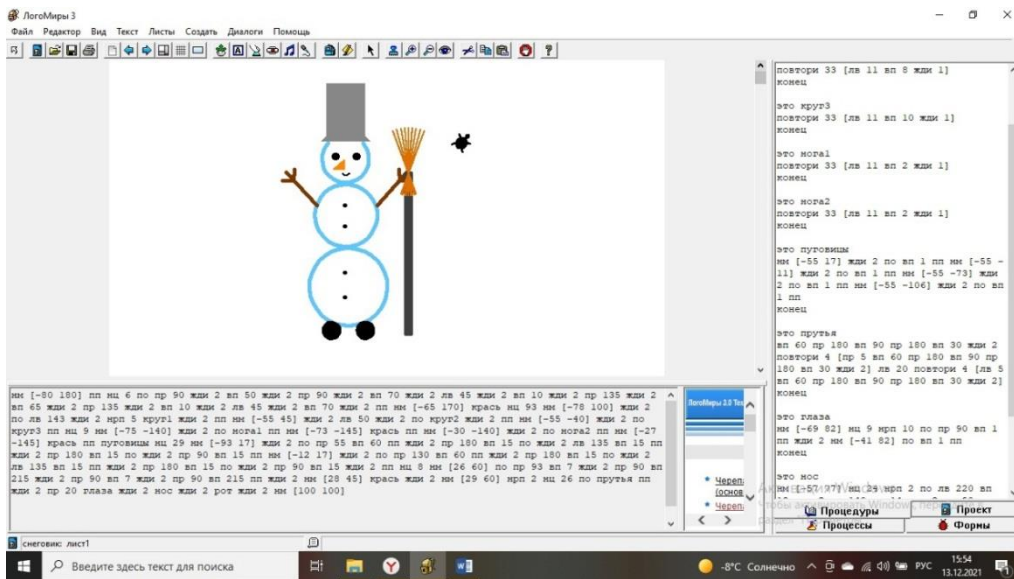 ЛогоМиры 3
Файл Редактор Вид Текст Листы Создать Диалоги Помощь
повтори 33 [лв 11 вп 8 жди 1]
конец
это круг3
повтори 33 [лв 11 вп 10 жди 1]
конец
это нога1
повтори 33 [лв 11 вп 2 жди 1]
конец
это нога2
повтори 33 [лв 11 вп 2 жди 1]
конец
это пуговицы
нм [-55 17] жди 2 по вп 1 пп нм [-55 -
11] жди 2 по вп 1 пп нм [-55 -73] жди
2 по вп 1 пп нм [-55 -106] жди 2 по вп
1 пп
конец
это прутья
вп 60 пр 180 вп 90 пр 180 вп 30 жди 2
повтори 4 [пр 5 вп 60 пр 180 вп 90 пр
180 вп 30 жди 2] лв 20 повтори 4 [лв 5
вп 60 пр 180 вп 90 пр 180 вп 30 жди 2]
конец
это глаза
нм [-69 82] нц 9 нрп 10 по пр 90 вп 1
пп жди 2 нм [-41 82] по вп 1 пп
конец
это нос
нм [-57 77] нц 29 нрп 2 по лв 220 вп
нм [-80 180] пп нц 6 по пр 90 жди 2 вп 50 жди 2 пр 90 жди 2 вп 70 жди 2 лв 45 жди 2 вп 10 жди 2 пр 135 жди 2
вп 65 жди 2 пр 135 жди 2 вп 10 жди 2 лв 45 жди 2 вп 70 жди 2 пп нм [-65 170] крась нц 93 нм [-78 100] жди 2
по лв 143 жди 2 нрп 5 круг1 жди 2 пп нм [-55 45] жди 2 лв 50 жди 2 по круг2 жди 2 пп нм [-55 -40] жди 2 по
круг3 пп нц 9 нм [-75 -140] жди 2 по нога1 пп нм [-73 -145] крась пп нм [-30 -140] жди 2 по нога2 пп нм [-27
-145] крась пп пуговицы нц 29 нм [-93 17] жди 2 по пр 55 вп 60 пп жди 2 пр 180 вп 15 по жди 2 лв 135 вп 15 пп
жди 2 пр 180 вп 15 по жди 2 пр 90 вп 15 пп нм [-12 17] жди 2 по пр 130 вп 60 пп жди 2 пр 180 вп 15 по жди 2
лв 135 вп 15 пп жди 2 пр 180 вп 15 по жди 2 пр 90 вп 15 жди 2 пп нц 8 нм [26 60] по пр 93 вп 7 жди 2 пр 90 вп
215 жди 2 пр 90 вп 7 жди 2 пр 90 вп 215 пп жди 2 нм [28 45] крась жди 2 нм [29 60] нрп 2 нц 26 по прутья пп
жди 2 пр 20 глаза жди 2 нос жди 2 рот жди 2 нм [100 100]
ЛогоМиры 3.0 Тех
Череп
(основ
Череп
Процедуры
Проект
Процессы
Формы
снеговик: лист1
Введите здесь текст для поиска
-8°C Солнечно
РУС
15:54
13.12.2021